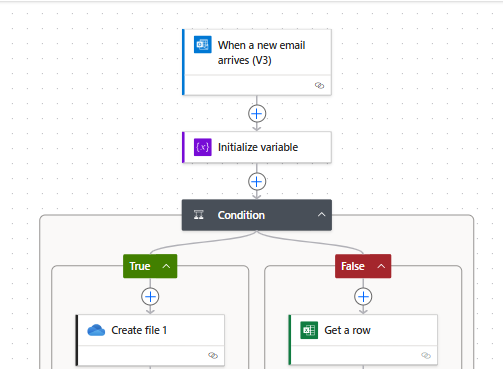 When a new email
arrives (V3)
{x}
Initialize variable
Condition
True
False
Create file 1
Get a row